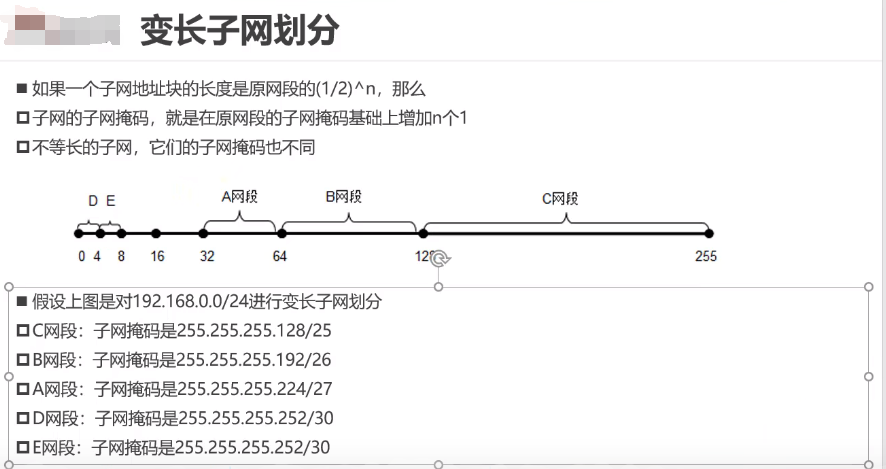 变长子网划分
■ 如果一个子网地址块的长度是原网段的(1/2)^n，那么
子网的子网掩码，就是在原网段的子网掩码基础上增加n个1
不等长的子网，它们的子网掩码也不同
D E A网段 B网段 C网段
0 4 8 16 32 64 255
■ 假设上图是对192.168.0.0/24进行变长子网划分
C网段：子网掩码是255.255.255.128/25
B网段：子网掩码是255.255.255.192/26
A网段：子网掩码是255.255.255.224/27
D网段：子网掩码是255.255.255.252/30
E网段：子网掩码是255.255.255.252/30